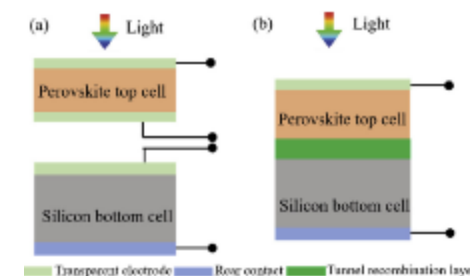 (a)
Light
Perovskite top cell
Silicon bottom cell
(b)
Light
Perovskite top cell
Silicon bottom cell
Transparent electrode Rear contact Tunnel recombination layer